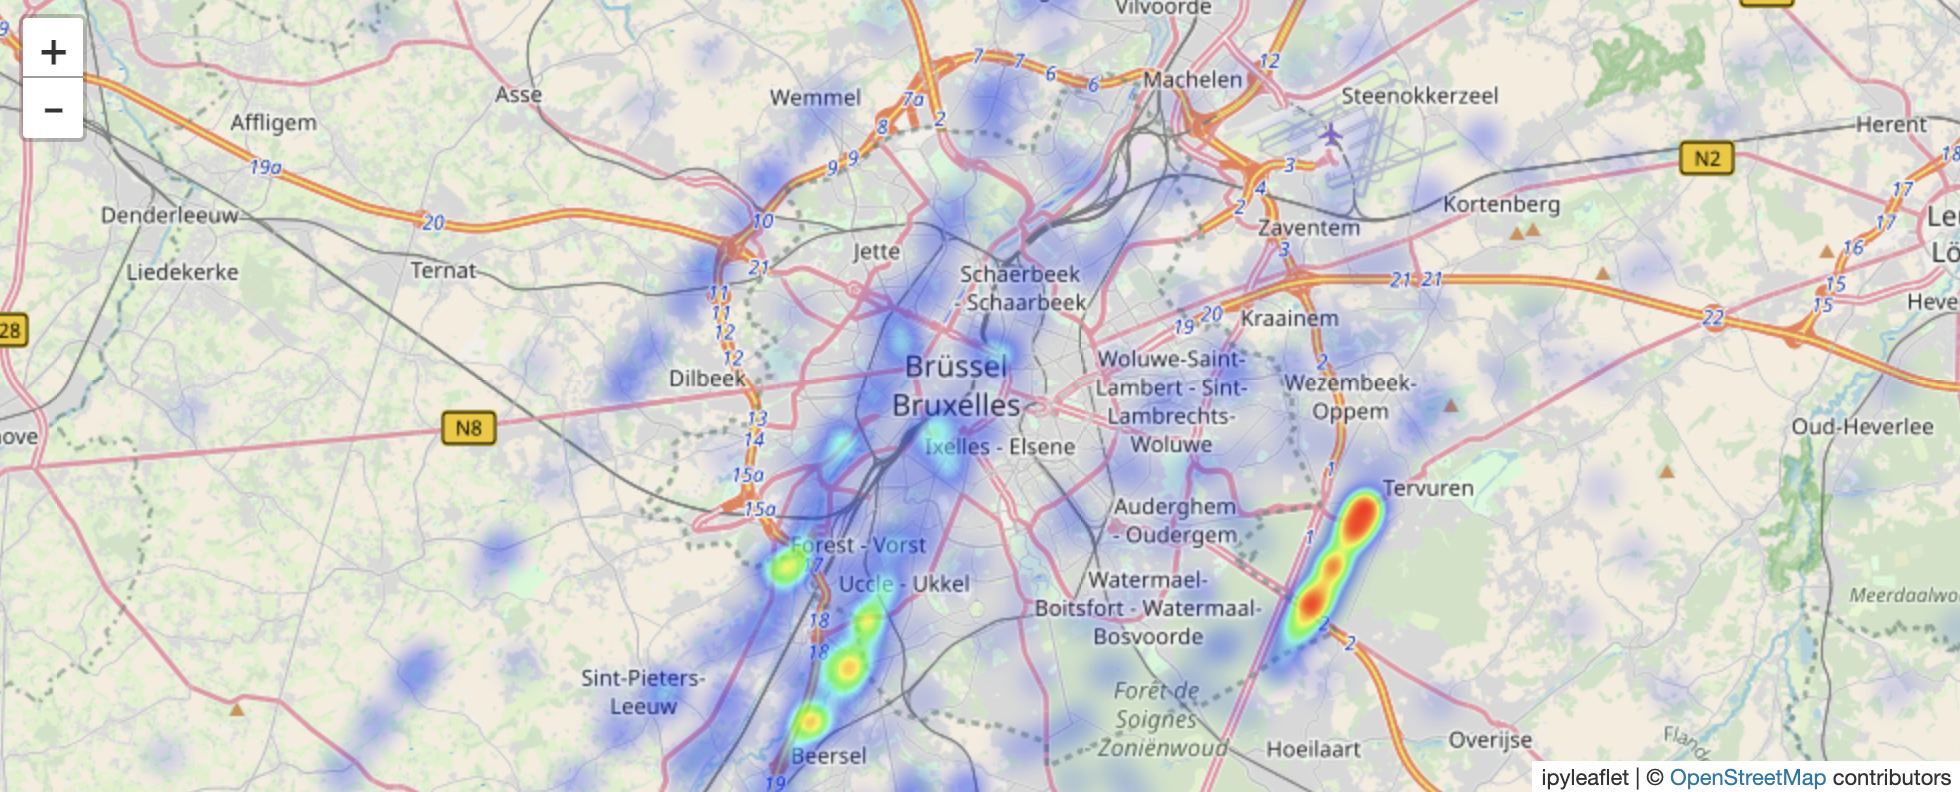 +
−
Vilvoorde
7
7
6
6
12
Machelen
Asse
Wemmel
7a
Steenokkerzeel
Affligem
8
2
Herent
19a
9
9
3
N2
18
4
17
Denderleeuw
20
10
2
Kortenberg
17
Zaventem
Jette
3
16
Liedekerke
Ternat
21
Schaerbeek
- Schaarbeek
21
21
15
11
11
15
Heve
28
12
19
20
Kraainem
22
12
Brüssel
Bruxelles
Dilbeek
Woluwe-Saint-
Lambert - Sint-
Lambrechts-
Woluwe
2
Wezembeek-
Oppem
N8
13
14
Ixelles - Elsene
Oud-Heverlee
ove
15a
1
Tervuren
15a
Auderghem
- Oudergem
1
Forest - Vorst
17
Uccle - Ukkel
Watermael-
Boitsfort - Watermaal-
Bosvoorde
Meerdaalwo
18
18
2
2
Sint-Pieters-
Leeuw
Forêt de
Soignes
Zoniënwoud
Hoeilaart
Overijse
Fland
Beersel
19
ipyleaflet | © OpenStreetMap contributors